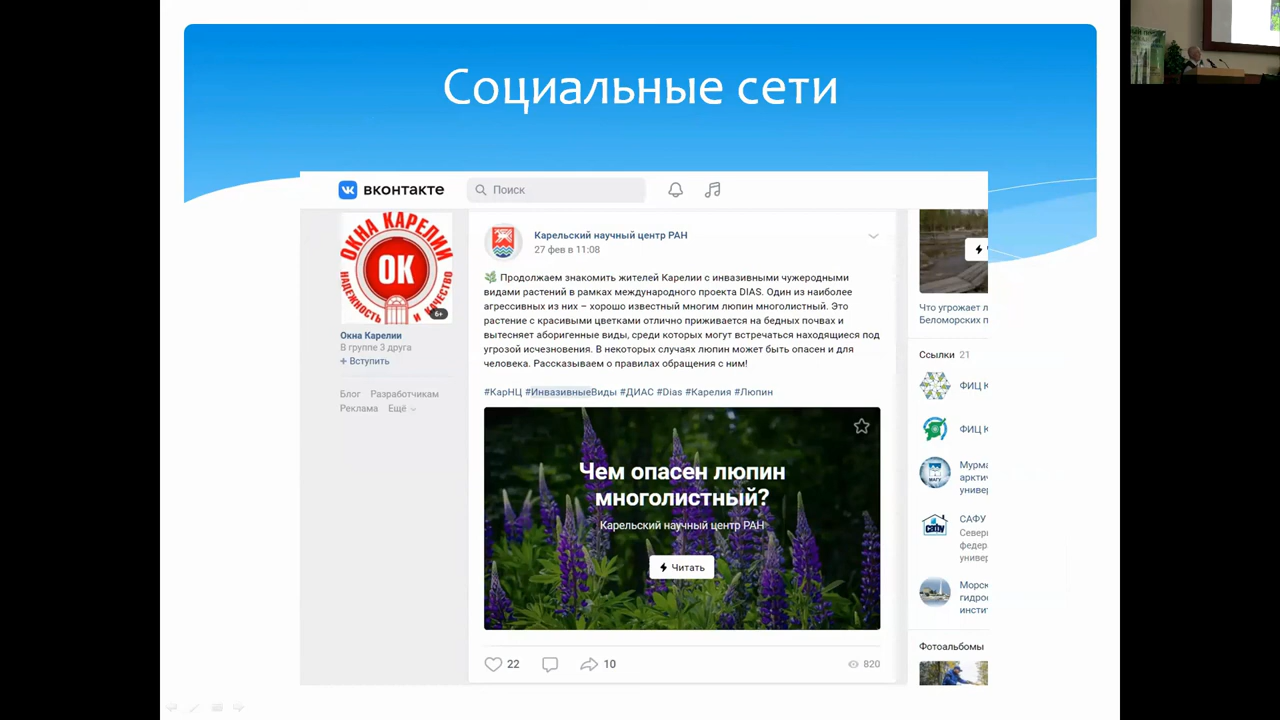 Социальные сети
вконтакте
Поиск
ОКНА КАРЕЛИИ
ОК
НАДЕЖНОСТЬ И КАЧЕСТВО
6+
Окна Карелии
В группе 3 друга
+ Вступить
Блог Разработчикам
Реклама Ещё
Карельский научный центр РАН
27 фев в 11:08
Продолжаем знакомить жителей Карелии с инвазивными чужеродными
видами растений в рамках международного проекта DIAS. Один из наиболее
агрессивных из них – хорошо известный многим люпин многолистный. Это
растение с красивыми цветками отлично приживается на бедных почвах и
вытесняет аборигенные виды, среди которых могут встречаться находящиеся под
угрозой исчезновения. В некоторых случаях люпин может быть опасен и для
человека. Рассказываем о правилах обращения с ним!
#КарНЦ #ИнвазивныеВиды #ДИАС #Dias #Карелия #Люпин
Чем опасен люпин
многолистный?
Карельский научный центр РАН
Читать
22
10
820
Что угрожает л
Беломорских п
Ссылки 21
ФИЦ К
ФИЦ К
МАГУ
Мурма
аркти
универ
сафу
САФУ
Север
федер
универ
Морск
гидро
инсти
Фотоальбомы